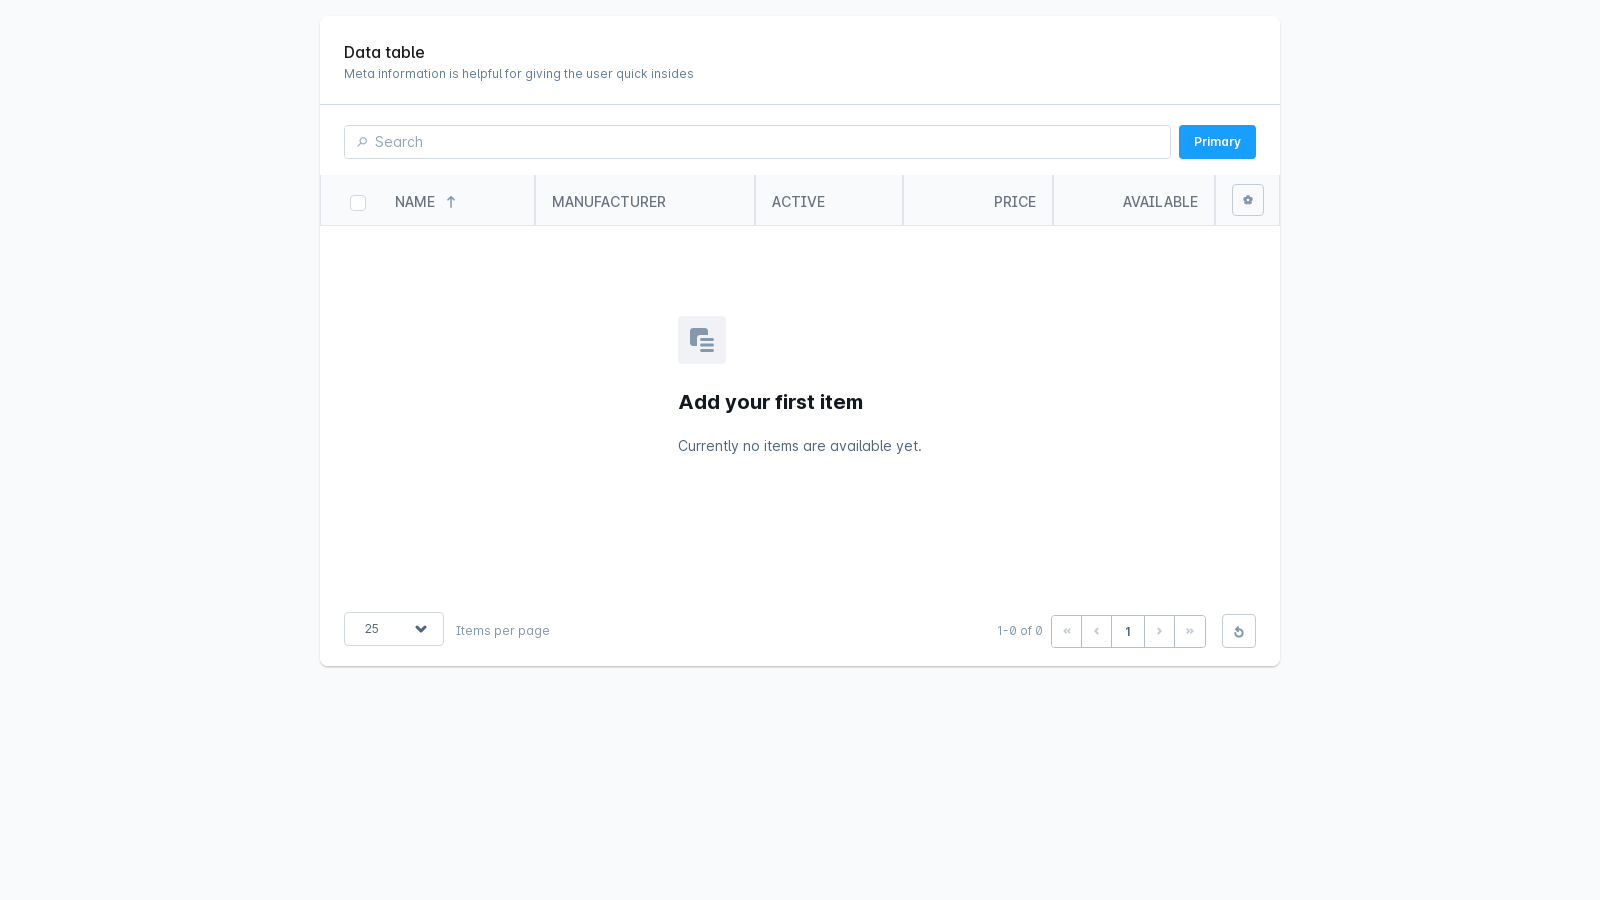 Data table
Meta information is helpful for giving the user quick insides
Search
Primary
NAME MANUFACTURER ACTIVE PRICE AVAILABLE
Add your first item
Currently no items are available yet.
25 Items per page 1-0 of 0 « ‹ 1 › »